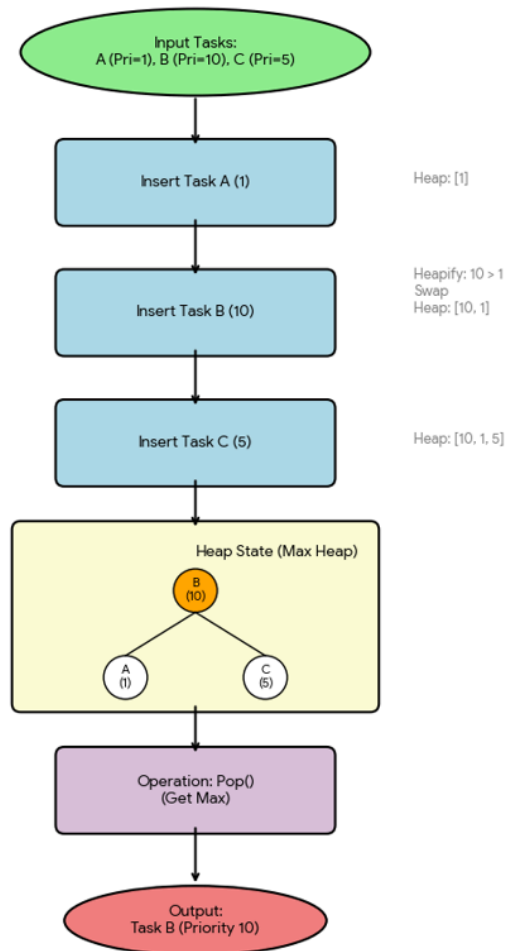 Input Tasks:
A (Pri=1), B (Pri=10), C (Pri=5)
Insert Task A (1)
Heap: [1]
Heapify: 10 > 1
Swap
Heap: [10, 1]
Insert Task B (10)
Insert Task C (5)
Heap: [10, 1, 5]
Heap State (Max Heap)
B
(10)
A
(1)
C
(5)
Operation: Pop()
(Get Max)
Output:
Task B (Priority 10)